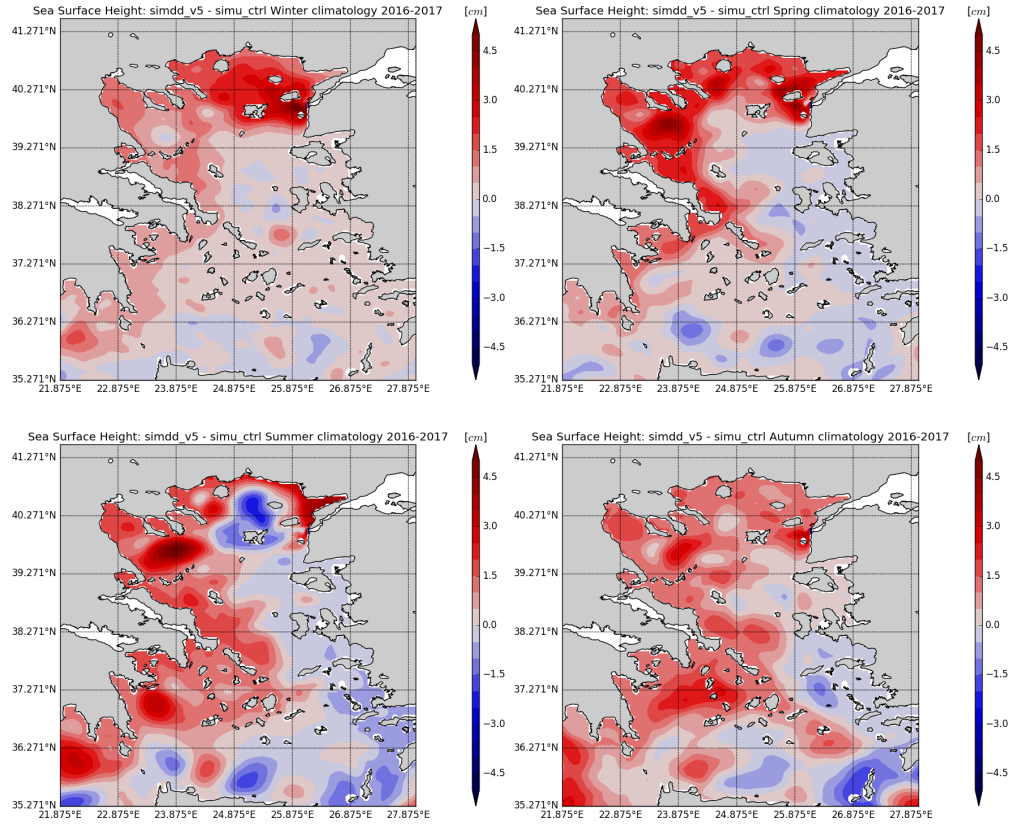 Sea Surface Height: simdd_v5 - simu_ctrl Winter climatology 2016-2017 [cm]
41.271°N
40.271°N
39.271°N
38.271°N
37.271°N
36.271°N
35.271°N
21.875°E 22.875°E 23.875°E 24.875°E 25.875°E 26.875°E 27.875°E
4.5
3.0
1.5
0.0
−1.5
−3.0
−4.5
Sea Surface Height: simdd_v5 - simu_ctrl Spring climatology 2016-2017 [cm]
41.271°N
40.271°N
39.271°N
38.271°N
37.271°N
36.271°N
35.271°N
21.875°E 22.875°E 23.875°E 24.875°E 25.875°E 26.875°E 27.875°E
4.5
3.0
1.5
0.0
−1.5
−3.0
−4.5
Sea Surface Height: simdd_v5 - simu_ctrl Summer climatology 2016-2017 [cm]
41.271°N
40.271°N
39.271°N
38.271°N
37.271°N
36.271°N
35.271°N
21.875°E 22.875°E 23.875°E 24.875°E 25.875°E 26.875°E 27.875°E
4.5
3.0
1.5
0.0
−1.5
−3.0
−4.5
Sea Surface Height: simdd_v5 - simu_ctrl Autumn climatology 2016-2017 [cm]
41.271°N
40.271°N
39.271°N
38.271°N
37.271°N
36.271°N
35.271°N
21.875°E 22.875°E 23.875°E 24.875°E 25.875°E 26.875°E 27.875°E
4.5
3.0
1.5
0.0
−1.5
−3.0
−4.5